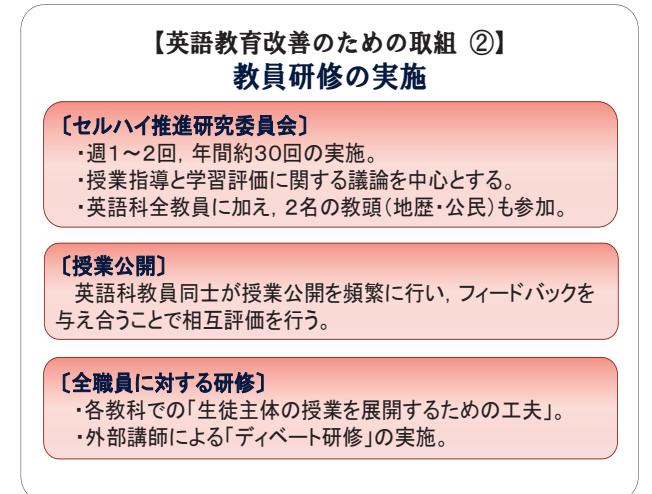 【英語教育改善のための取組 ②】
教員研修の実施
〔セルハイ推進研究委員会〕
・週1～2回，年間約30回の実施。
・授業指導と学習評価に関する議論を中心とする。
・英語科全教員に加え，2名の教頭（地歴・公民）も参加。
〔授業公開〕
英語科教員同士が授業公開を頻繁に行い，フィードバックを
与え合うことで相互評価を行う。
〔全職員に対する研修〕
・各教科での「生徒主体の授業を展開するための工夫」。
・外部講師による「ディベート研修」の実施。